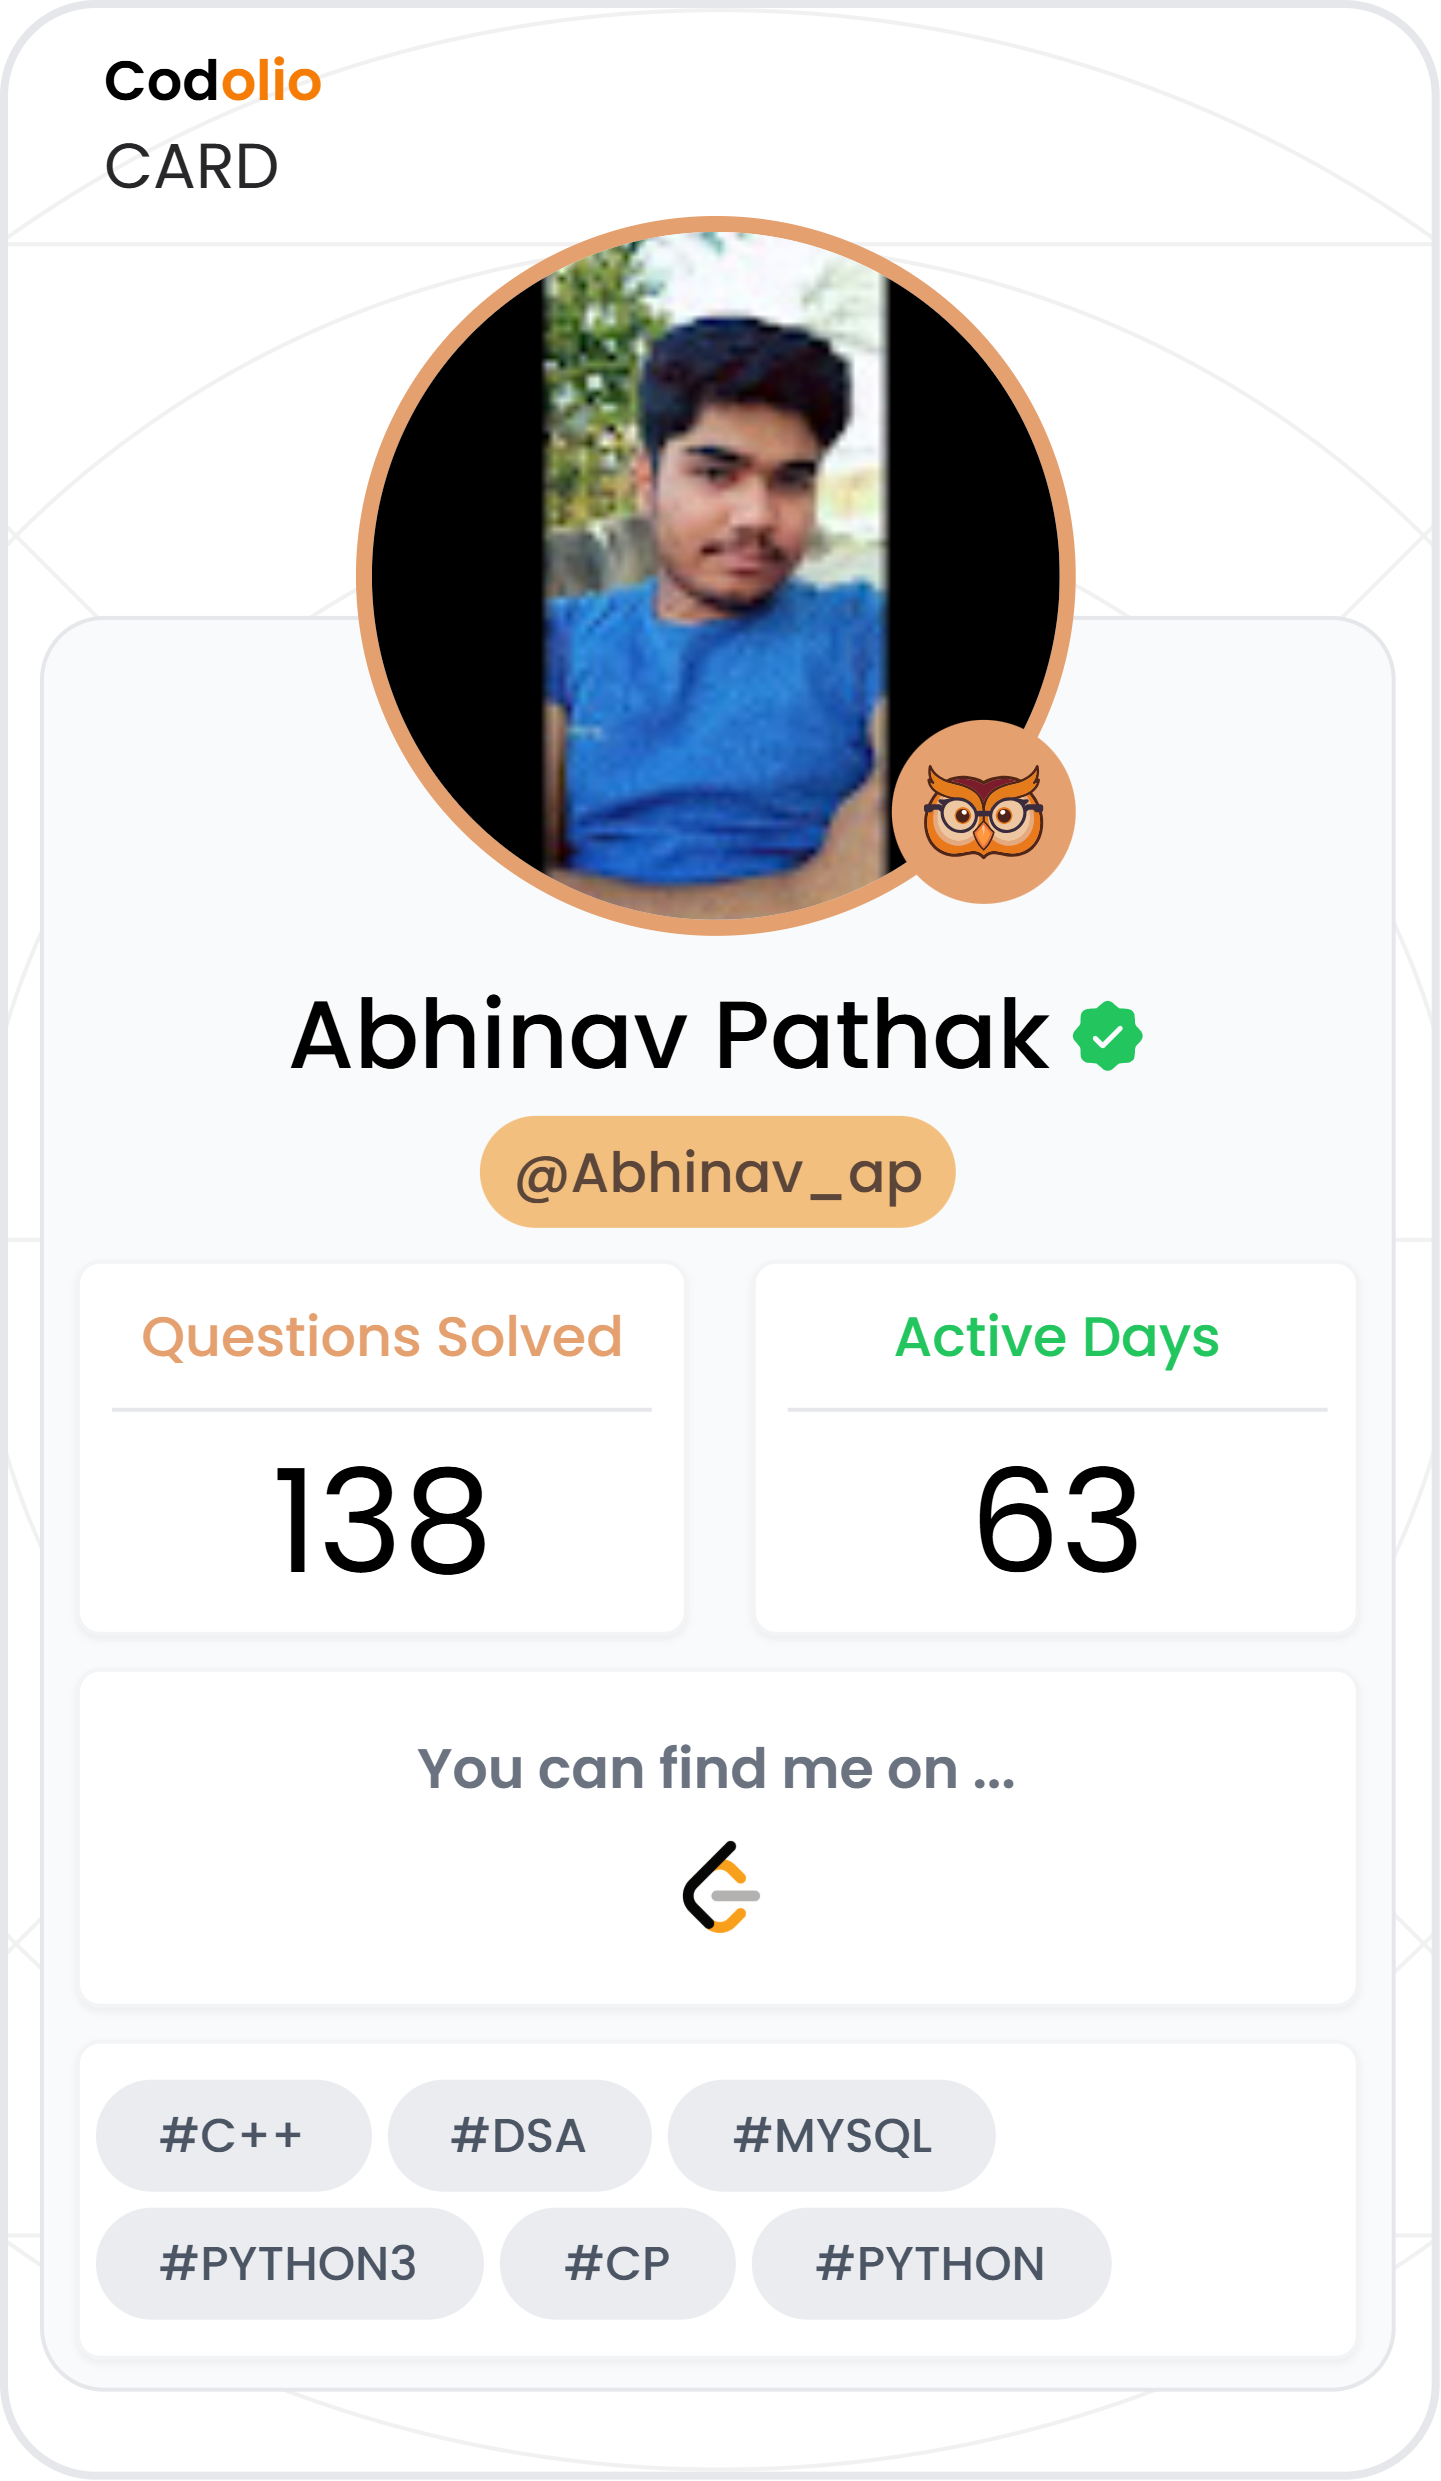 Codolio
CARD
Abhinav Pathak
@Abhinav_ap
Questions Solved
Active Days
138
63
You can find me on ...
#C++ #DSA #MYSQL
#PYTHON3 #CP #PYTHON